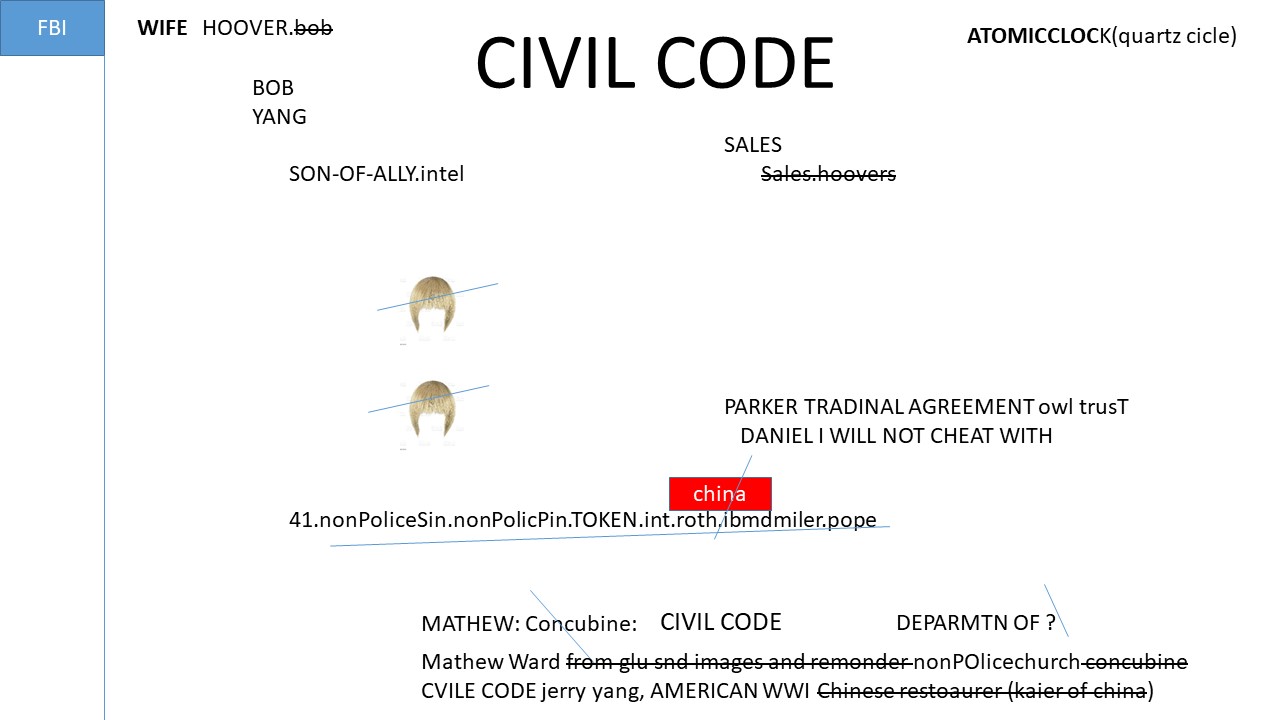 FBI
WIFE HOOVER.bob
CIVIL CODE
ATOMICCLOCK(quartz cicle)
BOB
YANG
SALES
Sales.hoovers
SON-OF-ALLY.intel
PARKER TRADINAL AGREEMENT owl trusT
DANIEL I WILL NOT CHEAT WITH
china
41.nonPoliceSin.nonPolicPin.TOKEN.int.roth.ibmdmiler.pope
MATHEW: Concubine: CIVIL CODE DEPARMTN OF ?
Mathew Ward from glu snd images and remonder nonPOlicechurch concubine
CVILE CODE jerry yang, AMERICAN WWI Chinese restoaurer (kaier of china)